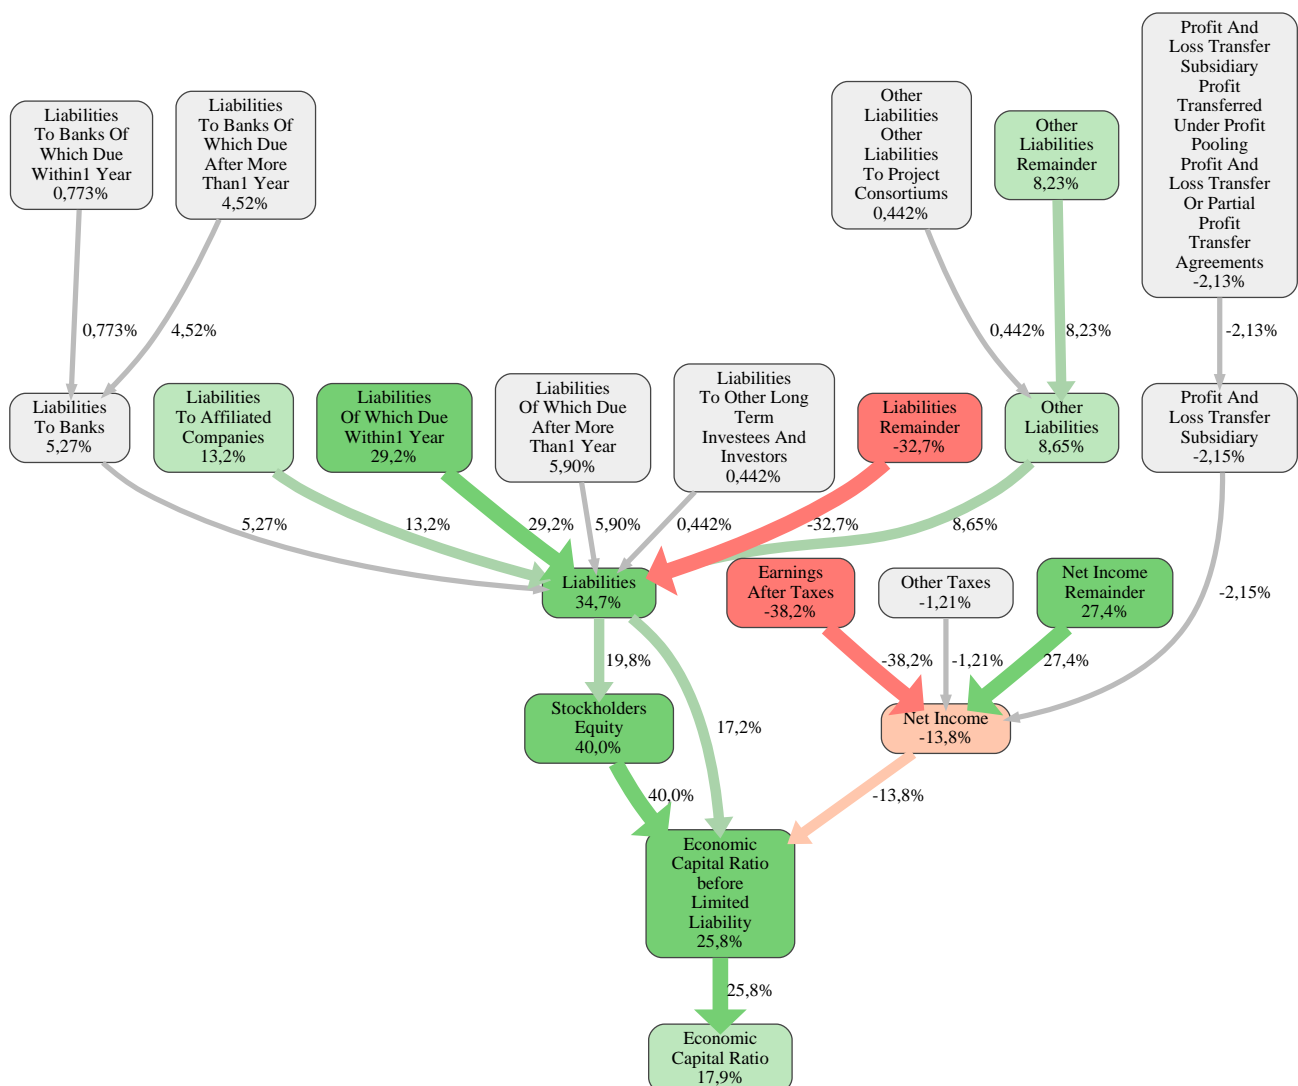 Profit And
Loss Transfer
Subsidiary
Profit
Transferred
Under Profit
Pooling
Profit And
Loss Transfer
Or Partial
Profit
Transfer
Agreements
-2,13%
Liabilities
To Banks Of
Which Due
Within1 Year
0,773%
Liabilities
To Banks Of
Which Due
After More
Than1 Year
4,52%
Other
Liabilities
Other
Liabilities
To Project
Consortiums
0,442%
Other
Liabilities
Remainder
8,23%
0,773%
4,52%
0,442%
8,23%
-2,13%
Liabilities
To Banks
5,27%
Liabilities
To Affiliated
Companies
13,2%
Liabilities
Of Which Due
Within1 Year
29,2%
Liabilities
Of Which Due
After More
Than1 Year
5,90%
Liabilities
To Other Long
Term
Investees And
Investors
0,442%
Liabilities
Remainder
-32,7%
Other
Liabilities
8,65%
Profit And
Loss Transfer
Subsidiary
-2,15%
5,27%
13,2%
29,2%
5,90%
0,442%
-32,7%
8,65%
Liabilities
34,7%
Earnings
After Taxes
-38,2%
Other Taxes
-1,21%
Net Income
Remainder
27,4%
-2,15%
19,8%
-38,2%
-1,21%
27,4%
Stockholders
Equity
40,0%
17,2%
Net Income
-13,8%
40,0%
-13,8%
Economic
Capital Ratio
before
Limited
Liability
25,8%
25,8%
Economic
Capital Ratio
17,9%